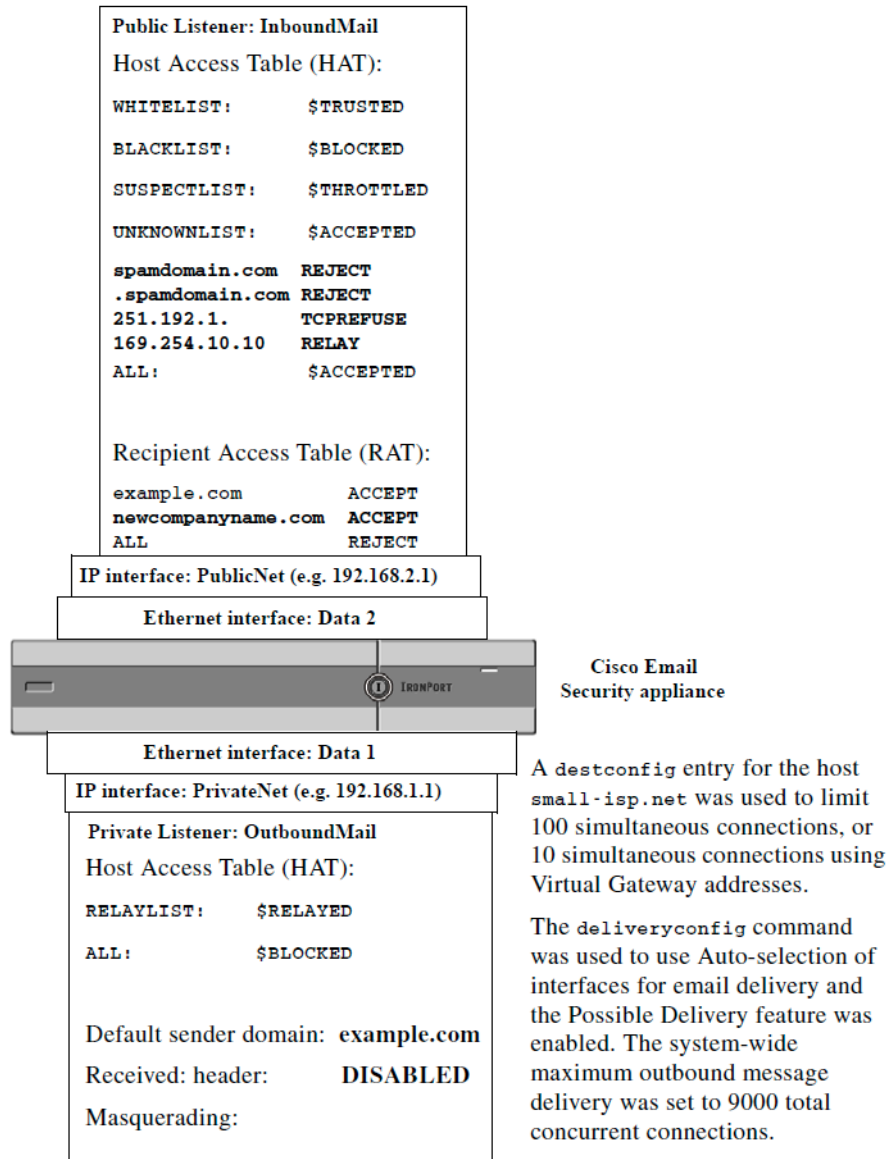 Public Listener: InboundMail
Host Access Table (HAT):
WHITELIST: $TRUSTED
BLACKLIST: $BLOCKED
SUSPECTLIST: $THROTTLED
UNKNOWNLIST: $ACCEPTED
spamdomain.com REJECT
.spamdomain.com REJECT
251.192.1. TCPREFUSE
169.254.10.10 RELAY
ALL: $ACCEPTED
Recipient Access Table (RAT):
example.com ACCEPT
newcompanyname.com ACCEPT
ALL REJECT
IP interface: PublicNet (e.g. 192.168.2.1)
Ethernet interface: Data 2
IRONPORT
Cisco Email
Security appliance
Ethernet interface: Data 1
IP interface: PrivateNet (e.g. 192.168.1.1)
Private Listener: OutboundMail
Host Access Table (HAT):
RELAYLIST: $RELAYED
ALL: $BLOCKED
Default sender domain: example.com
Received: header: DISABLED
Masquerading:
A destconfig entry for the host
small-isp.net was used to limit
100 simultaneous connections, or
10 simultaneous connections using
Virtual Gateway addresses.
The deliveryconfig command
was used to use Auto-selection of
interfaces for email delivery and
the Possible Delivery feature was
enabled. The system-wide
maximum outbound message
delivery was set to 9000 total
concurrent connections.